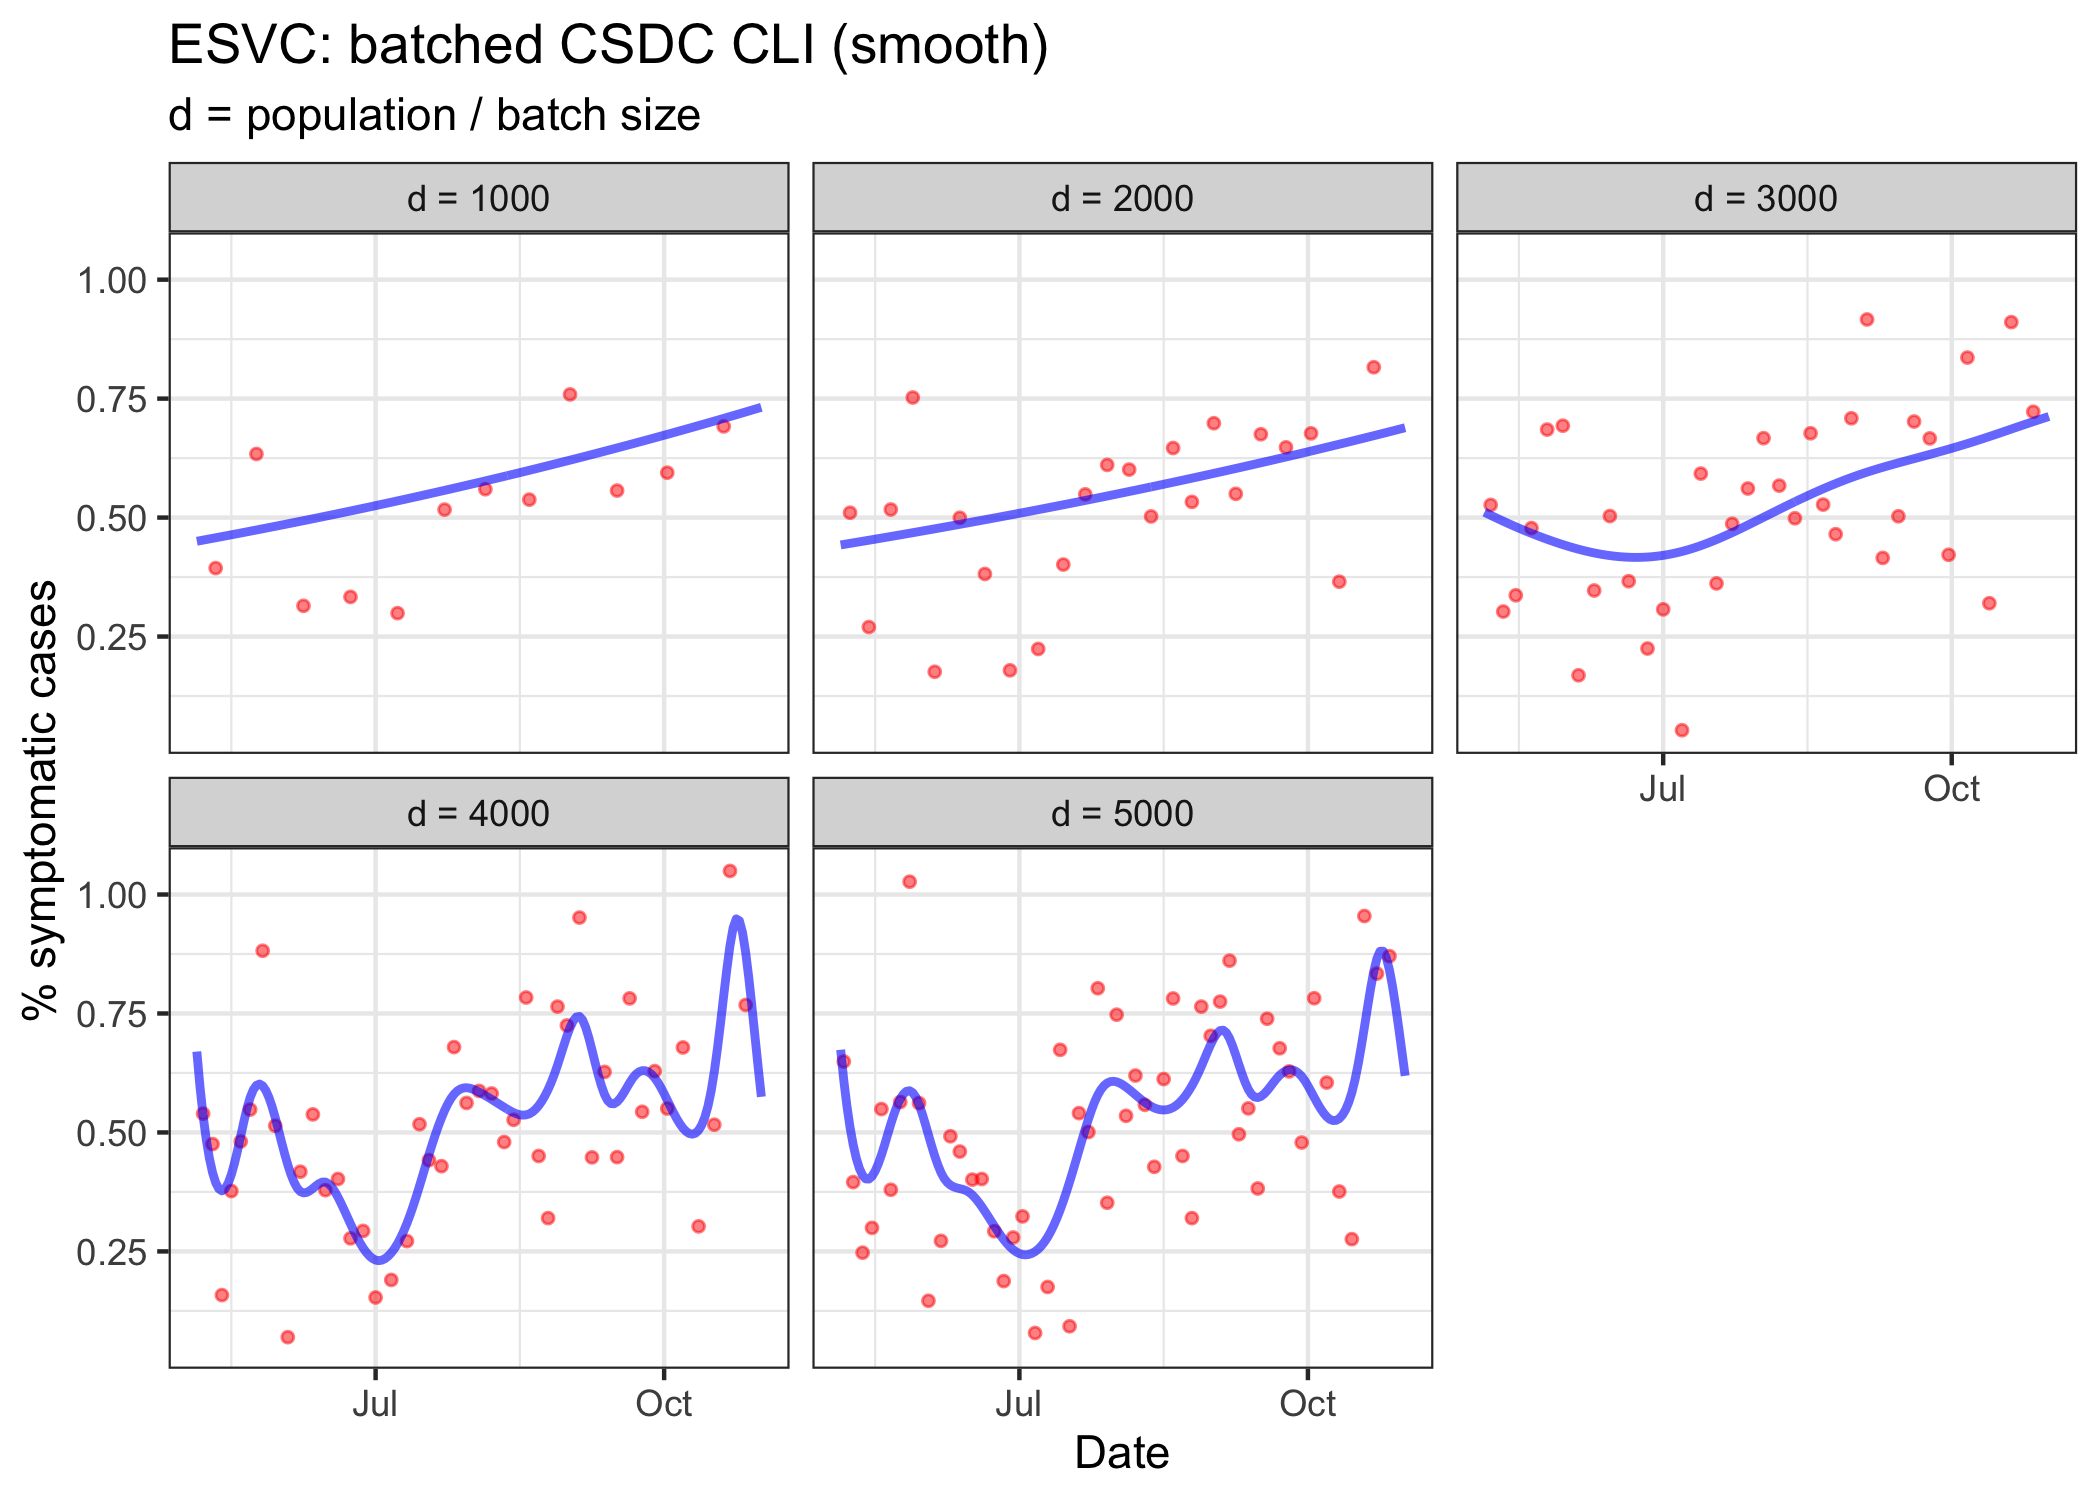 ESVC: batched CSDC CLI (smooth)
d = population / batch size
d = 1000
d = 2000
d = 3000
1.00
0.75
0.50
0.25
Jul
Oct
d = 4000
d = 5000
1.00
0.75
0.50
0.25
Jul
Oct
Jul
Oct
% symptomatic cases
Date